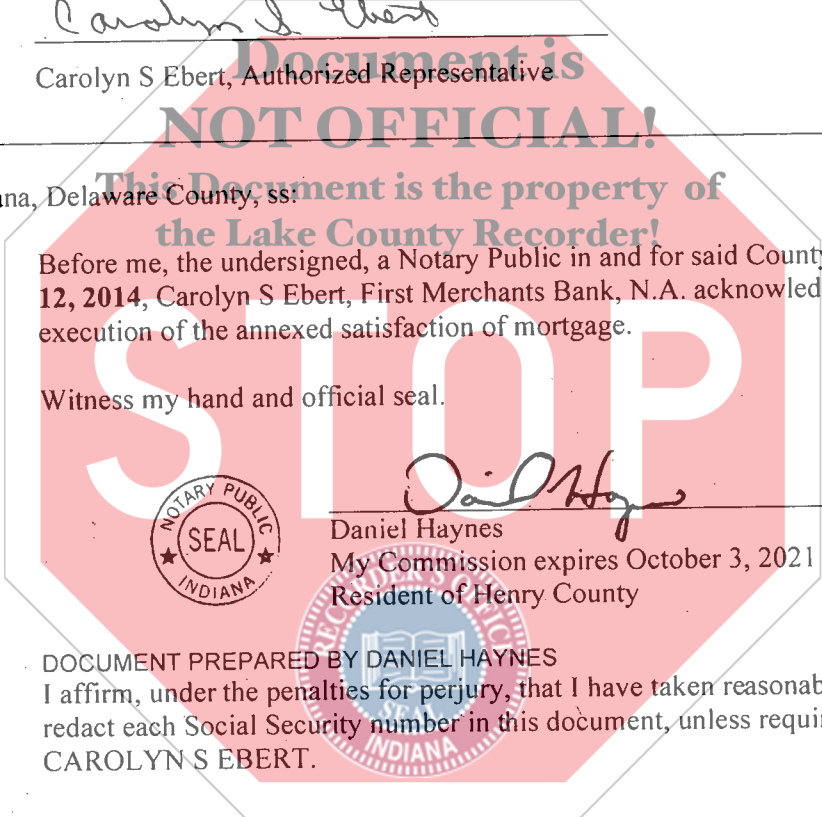 Carolyn S Ebert
Carolyn S Ebert, Authorized Representative
Document is
NOT OFFICIAL!
This Document is the property of
the Lake County Recorder!
ana, Delaware County, ss:
Before me, the undersigned, a Notary Public in and for said County
12, 2014, Carolyn S Ebert, First Merchants Bank, N.A. acknowled
execution of the annexed satisfaction of mortgage.
STOP
Witness my hand and official seal.
Daniel Haynes
NOTARY PUBLIC
SEAL
INDIANA
Daniel Haynes
My Commission expires October 3, 2021
Resident of Henry County
RECORDER'S OFFICE
SEAL
INDIANA
DOCUMENT PREPARED BY DANIEL HAYNES
I affirm, under the penalties for perjury, that I have taken reasonab
redact each Social Security number in this document, unless requi
CAROLYN S EBERT.